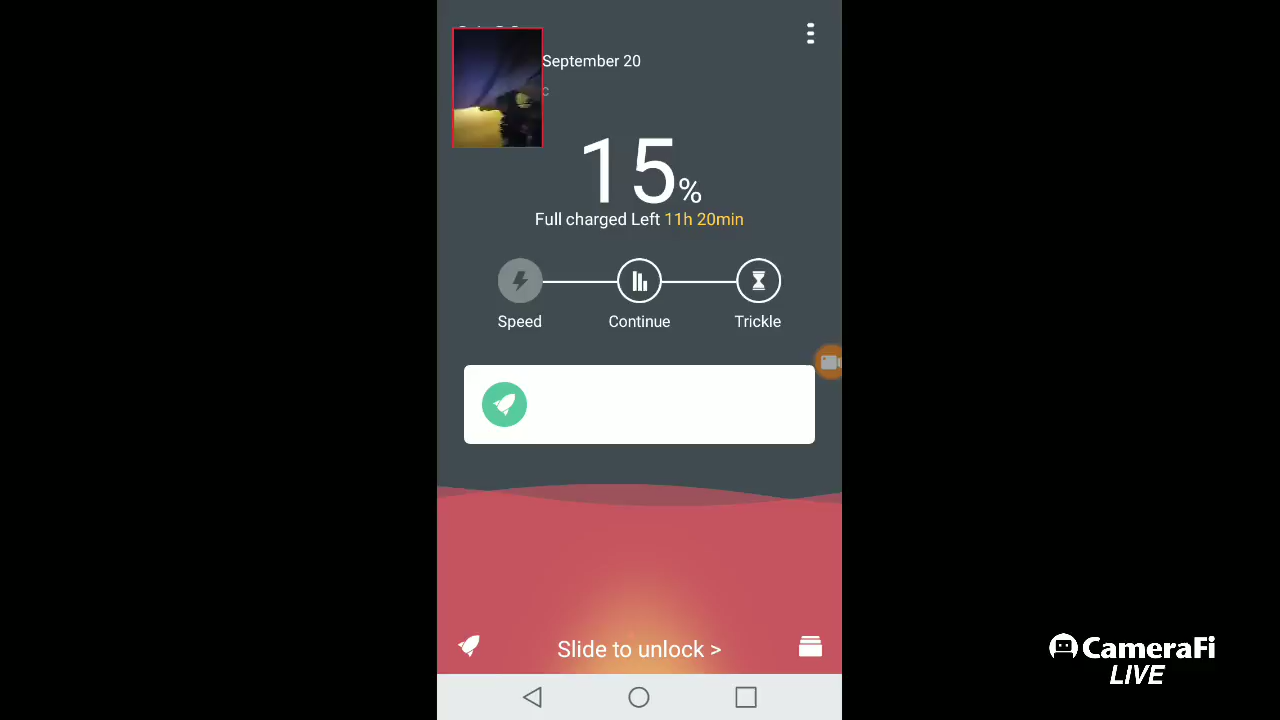 September 20
c
15%
Full charged Left 11h 20min
Speed
Continue
Trickle
Slide to unlock >
CameraFi
LIVE